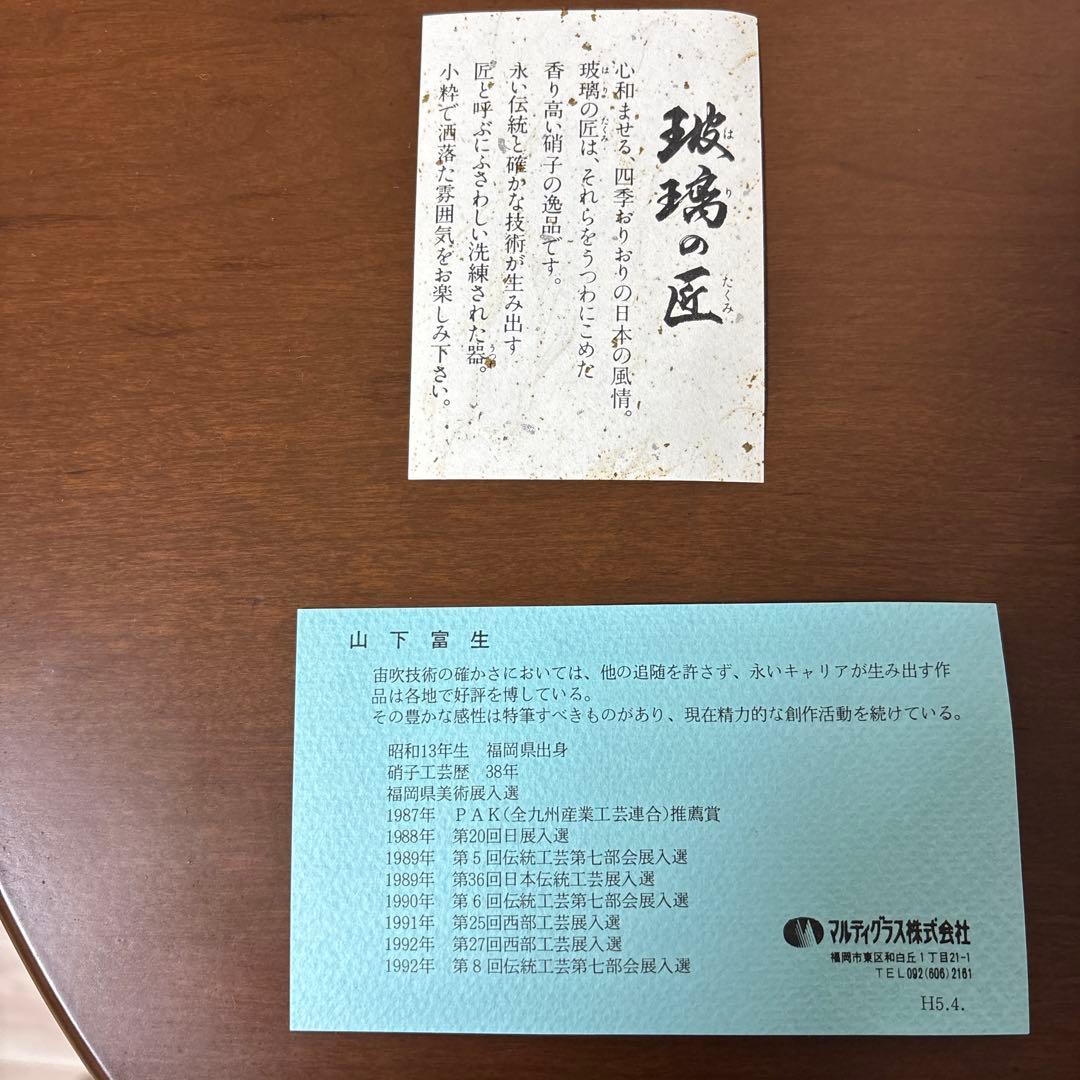 玻璃の匠
心和ませる、四季おりおりの日本の風情。
玻璃の匠は、それらをうつわにこめた
香り高い硝子の逸品です。
永い伝統と確かな技術が生み出す
匠と呼ぶにふさわしい洗練された器。
小粋で洒落た雰囲気をお楽しみ下さい。
山下富生
宙吹技術の確かさにおいては、他の追随を許さず、永いキャリアが生み出す作
品は各地で好評を博している。
その豊かな感性は特筆すべきものがあり、現在精力的な創作活動を続けている。
昭和13年生 福岡県出身
硝子工芸歴 38年
福岡県美術展入選
1987年 PAK(全九州産業工芸連合)推薦賞
1988年 第20回日展入選
1989年 第5回伝統工芸第七部会展入選
1989年 第36回日本伝統工芸展入選
1990年 第6回伝統工芸第七部会展入選
1991年 第25回西部工芸展入選
1992年 第27回西部工芸展入選
1992年 第8回伝統工芸第七部会展入選
マルティグラス株式会社
福岡市東区和白丘1丁目21-1
TEL092(606)2161
H5.4.